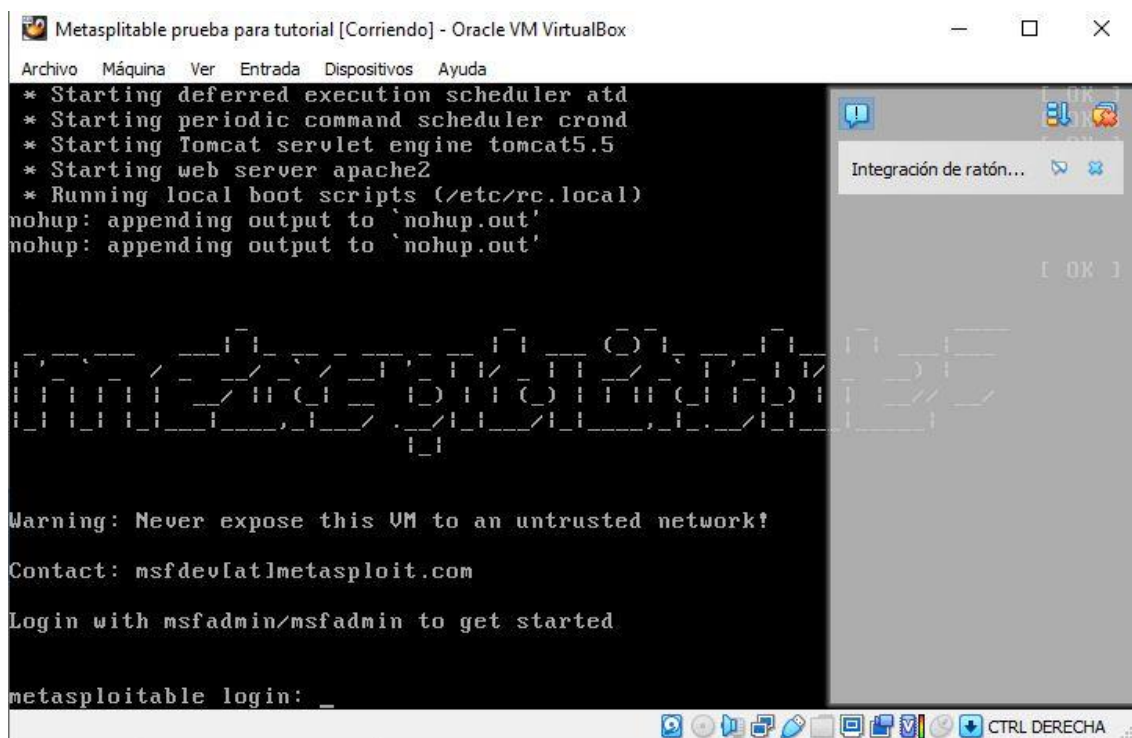 Metasplitable prueba para tutorial [Corriendo] - Oracle VM VirtualBox
Archivo Máquina Ver Entrada Dispositivos Ayuda
* Starting deferred execution scheduler atd
* Starting periodic command scheduler crond
* Starting Tomcat servlet engine tomcat5.5
* Starting web server apache2
* Running local boot scripts (/etc/rc.local)
nohup: appending output to `nohup.out'
nohup: appending output to `nohup.out'
[ OK ]
Integración de ratón...
metasploitable2
Warning: Never expose this VM to an untrusted network!
Contact: msfdev[at]metasploit.com
Login with msfadmin/msfadmin to get started
metasploitable login: _
CTRL DERECHA